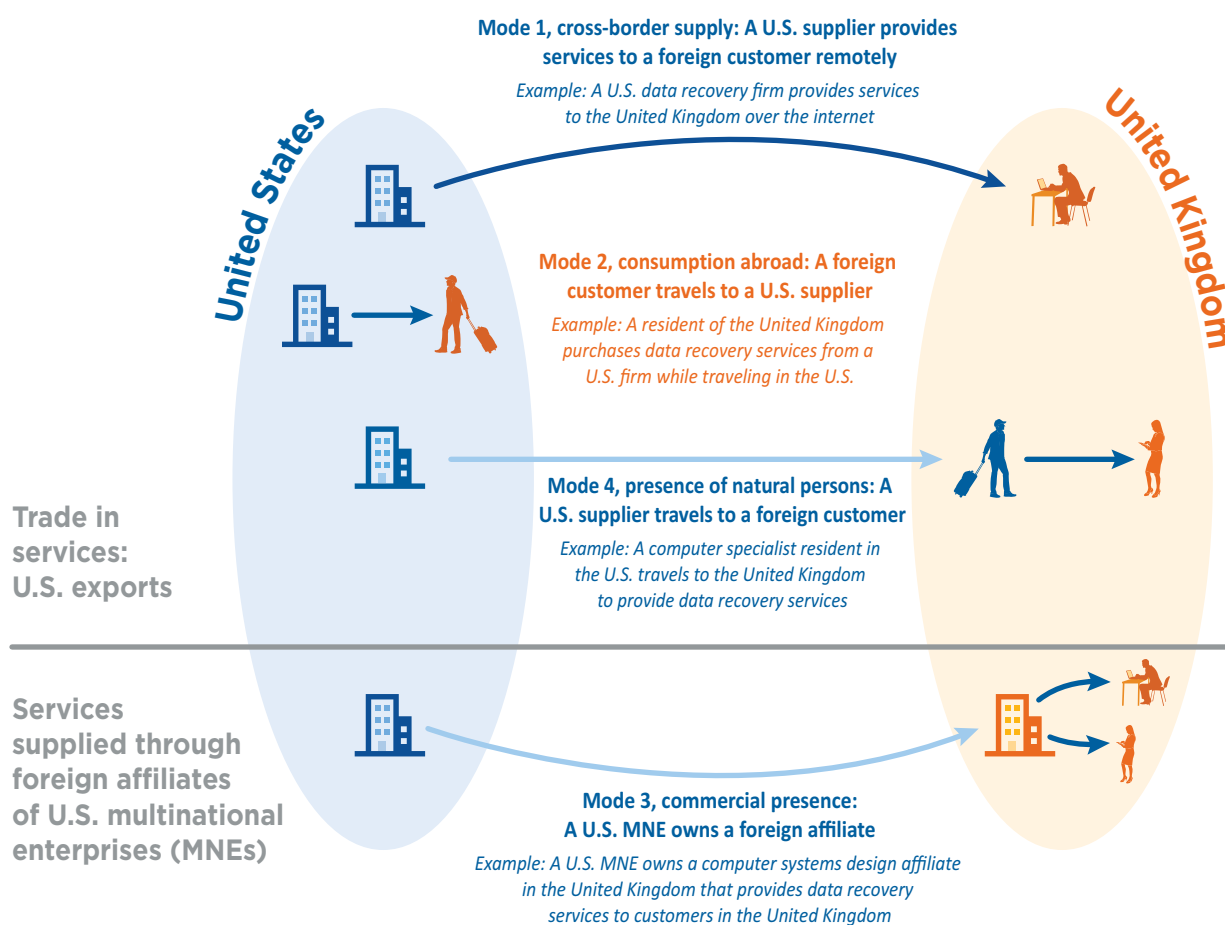 Mode 1, cross-border supply: A U.S. supplier provides
services to a foreign customer remotely
Example: A U.S. data recovery firm provides services
to the United Kingdom over the internet
United States
United Kingdom
Mode 2, consumption abroad: A foreign
customer travels to a U.S. supplier
Example: A resident of the United Kingdom
purchases data recovery services from a
U.S. firm while traveling in the U.S.
Mode 4, presence of natural persons: A
U.S. supplier travels to a foreign customer
Example: A computer specialist resident in
the U.S. travels to the United Kingdom
to provide data recovery services
Trade in
services:
U.S. exports
Services
supplied through
foreign affiliates
of U.S. multinational
enterprises (MNEs)
Mode 3, commercial presence:
A U.S. MNE owns a foreign affiliate
Example: A U.S. MNE owns a computer systems design affiliate
in the United Kingdom that provides data recovery
services to customers in the United Kingdom